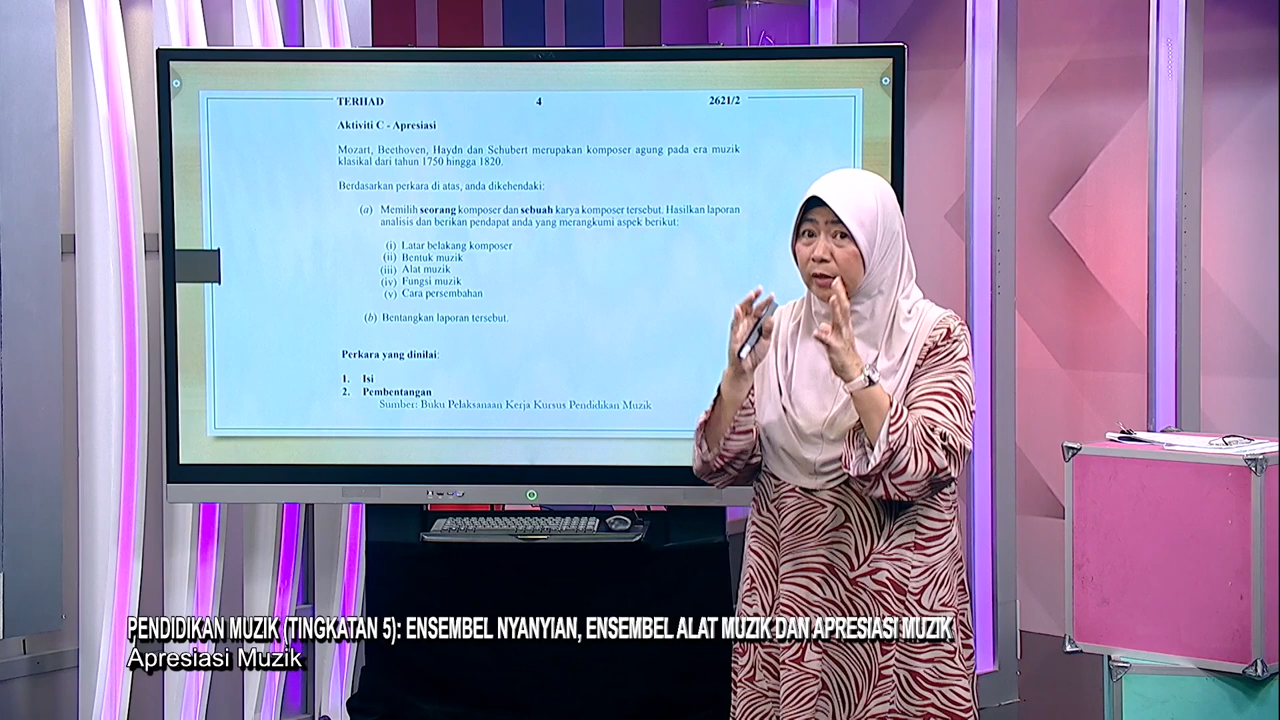 TERHAD 4 2621/2
Aktiviti C - Apresiasi
Mozart, Beethoven, Haydn dan Schubert merupakan komposer agung pada era muzik
klasikal dari tahun 1750 hingga 1820.
Berdasarkan perkara di atas, anda dikehendaki:
(a) Memilih seorang komposer dan sebuah karya komposer tersebut. Hasilkan laporan
analisis dan berikan pendapat anda yang merangkumi aspek berikut:
(i) Latar belakang komposer
(ii) Bentuk muzik
(iii) Alat muzik
(iv) Fungsi muzik
(v) Cara persembahan
(b) Bentangkan laporan tersebut.
Perkara yang dinilai:
1. Isi
2. Pembentangan
Sumber: Buku Pelaksanaan Kerja Kursus Pendidikan Muzik
PENDIDIKAN MUZIK (TINGKATAN 5): ENSEMBEL NYANYIAN, ENSEMBEL ALAT MUZIK DAN APRESIASI MUZIK
Apresiasi Muzik